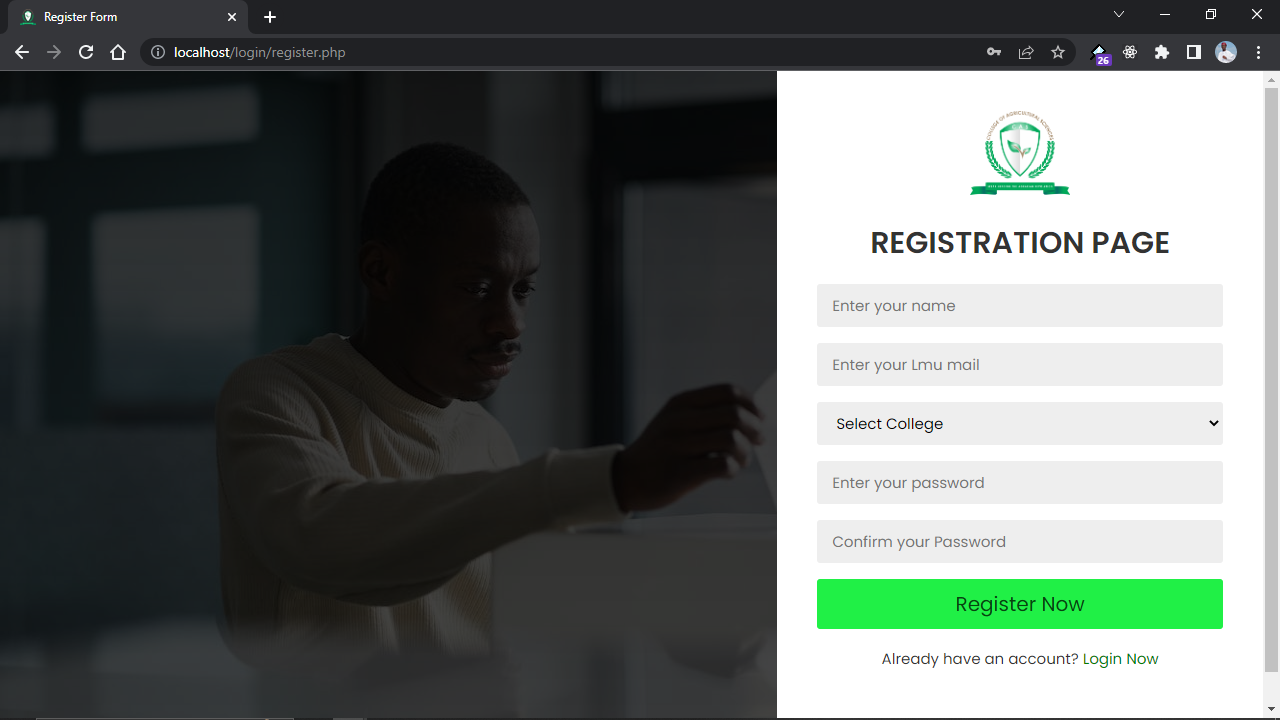 Register Form
localhost/login/register.php
26
COLLEGE OF AGRICULTURAL SCIENCES
REGISTRATION PAGE
Enter your name
Enter your Lmu mail
Select College
Enter your password
Confirm your Password
Register Now
Already have an account? Login Now